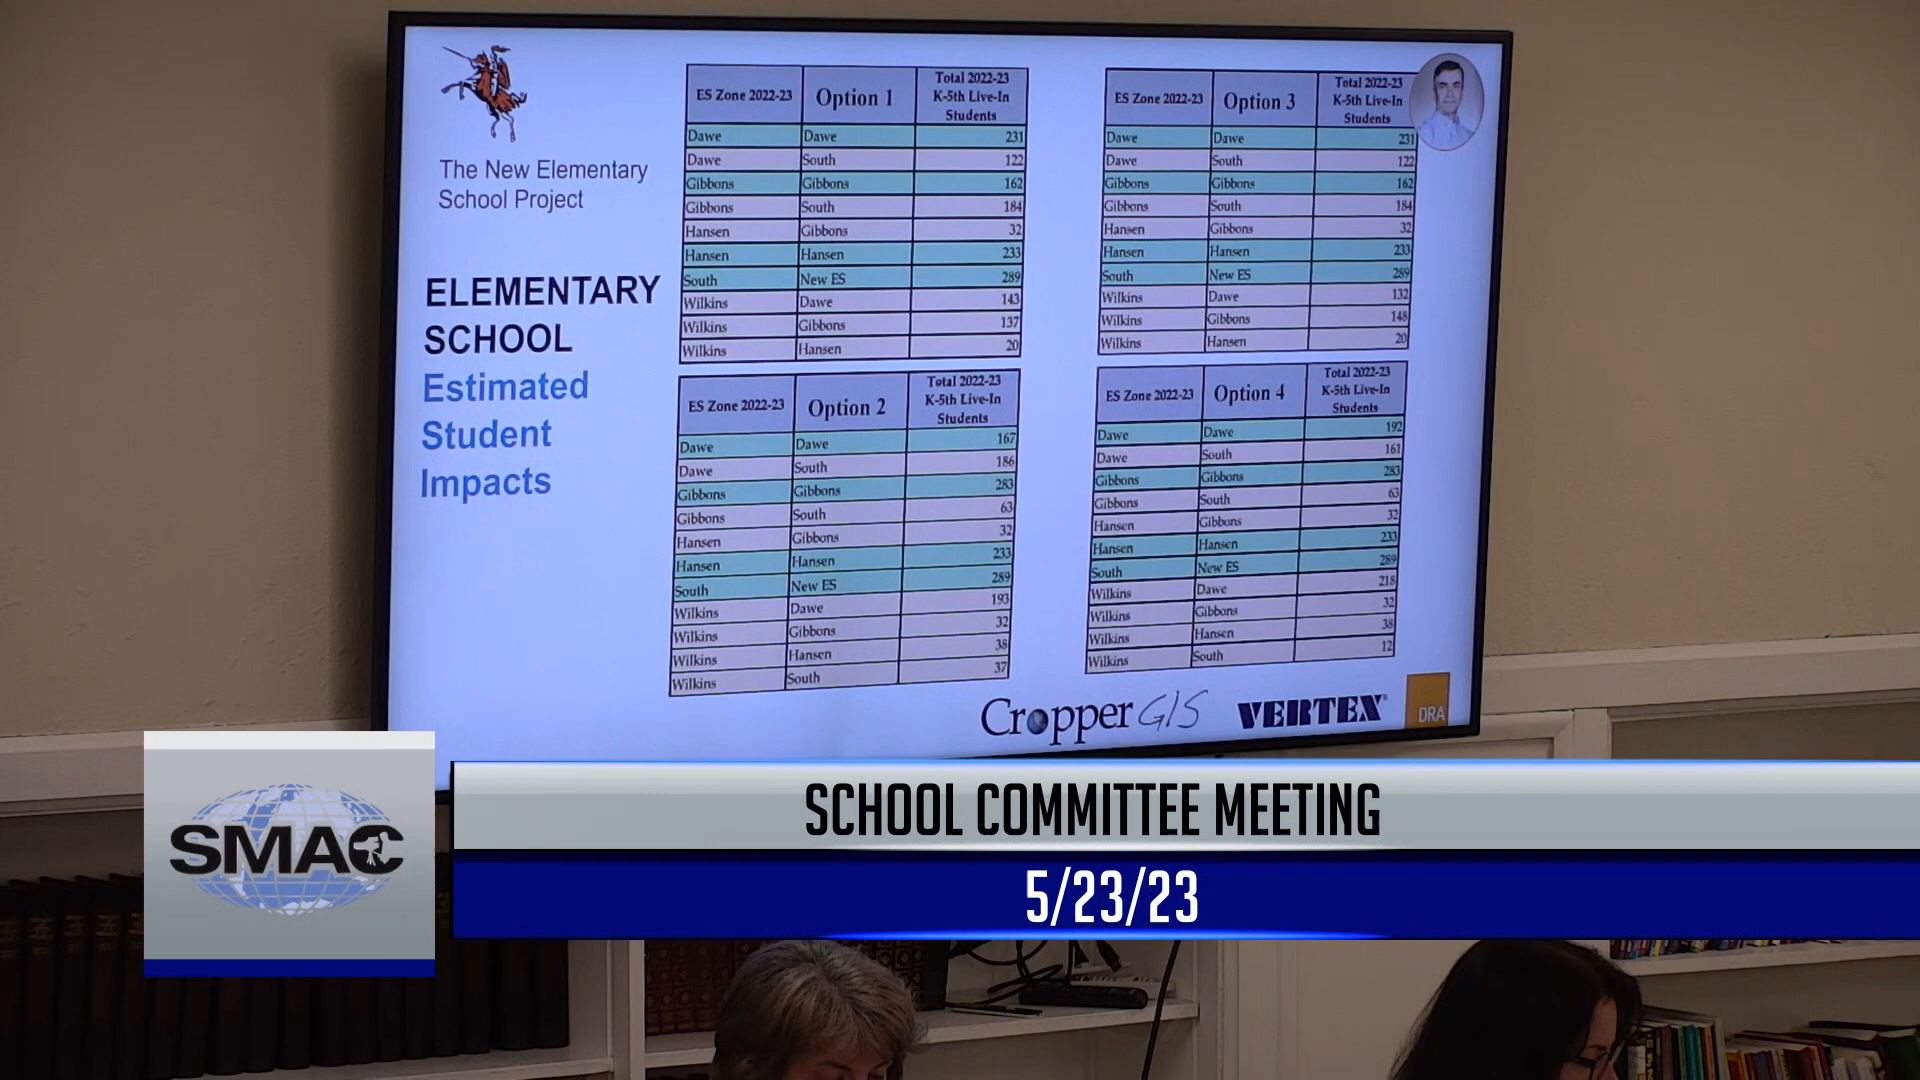 The New Elementary
School Project
ELEMENTARY
SCHOOL
Estimated
Student
Impacts
ES Zone 2022-23 Option 1 Total 2022-23 K-5th Live-In Students
Dawe Dawe 231
Dawe South 122
Gibbons Gibbons 162
Gibbons South 184
Hansen Gibbons 32
Hansen Hansen 233
South New ES 289
Wilkins Dawe 143
Wilkins Gibbons 137
Wilkins Hansen 20
ES Zone 2022-23 Option 2 Total 2022-23 K-5th Live-In Students
Dawe Dawe 167
Dawe South 186
Gibbons Gibbons 283
Gibbons South 63
Hansen Gibbons 32
Hansen Hansen 233
South New ES 289
Wilkins Dawe 193
Wilkins Gibbons 32
Wilkins Hansen 38
Wilkins South 37
ES Zone 2022-23 Option 3 Total 2022-23 K-5th Live-In Students
Dawe Dawe 231
Dawe South 122
Gibbons Gibbons 162
Gibbons South 184
Hansen Gibbons 32
Hansen Hansen 233
South New ES 289
Wilkins Dawe 132
Wilkins Gibbons 148
Wilkins Hansen 20
ES Zone 2022-23 Option 4 Total 2022-23 K-5th Live-In Students
Dawe Dawe 192
Dawe South 161
Gibbons Gibbons 283
Gibbons South 63
Hansen Gibbons 32
Hansen Hansen 233
South New ES 289
Wilkins Dawe 218
Wilkins Gibbons 32
Wilkins Hansen 38
Wilkins South 12
Cropper GIS VERTEX DRA
SMAC
SCHOOL COMMITTEE MEETING
5/23/23